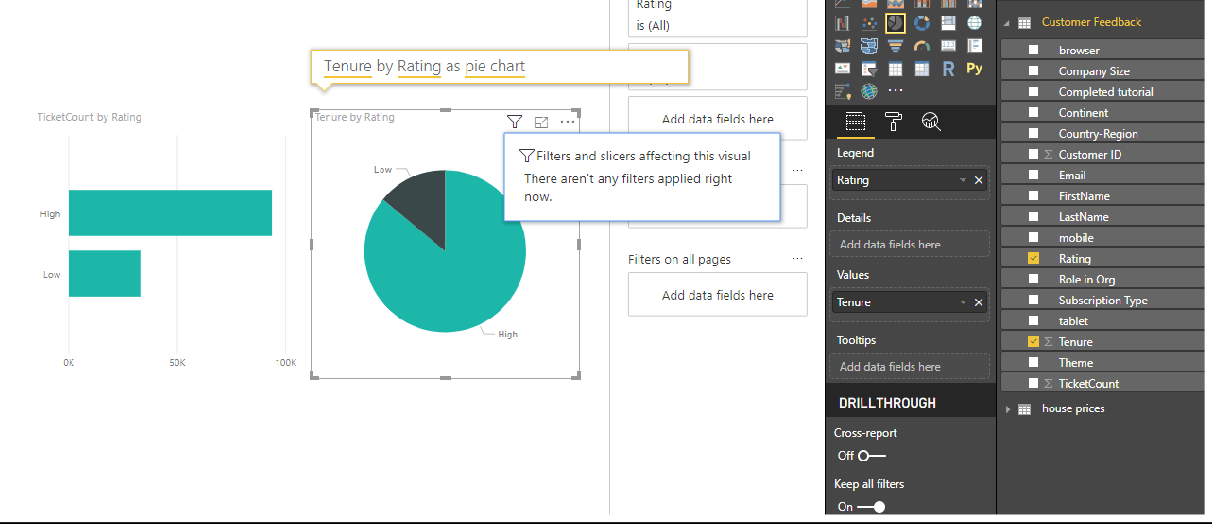 Rating
is (All)
Tenure by Rating as pie chart
TicketCount by Rating
High
Low
0K
50K
100K
Tenure by Rating
...
Filters and slicers affecting this visual
There aren't any filters applied right
now.
Low
High
Add data fields here
...
Filters on all pages
...
Add data fields here
R
Py
...
Legend
Rating
Details
Add data fields here
Values
Tenure
Tooltips
Add data fields here
DRILLTHROUGH
Cross-report
Off
Keep all filters
On
Customer Feedback
browser
Company Size
Completed tutorial
Continent
Country-Region
Σ Customer ID
Email
FirstName
LastName
mobile
Rating
Role in Org
Subscription Type
tablet
Σ Tenure
Theme
Σ TicketCount
house prices